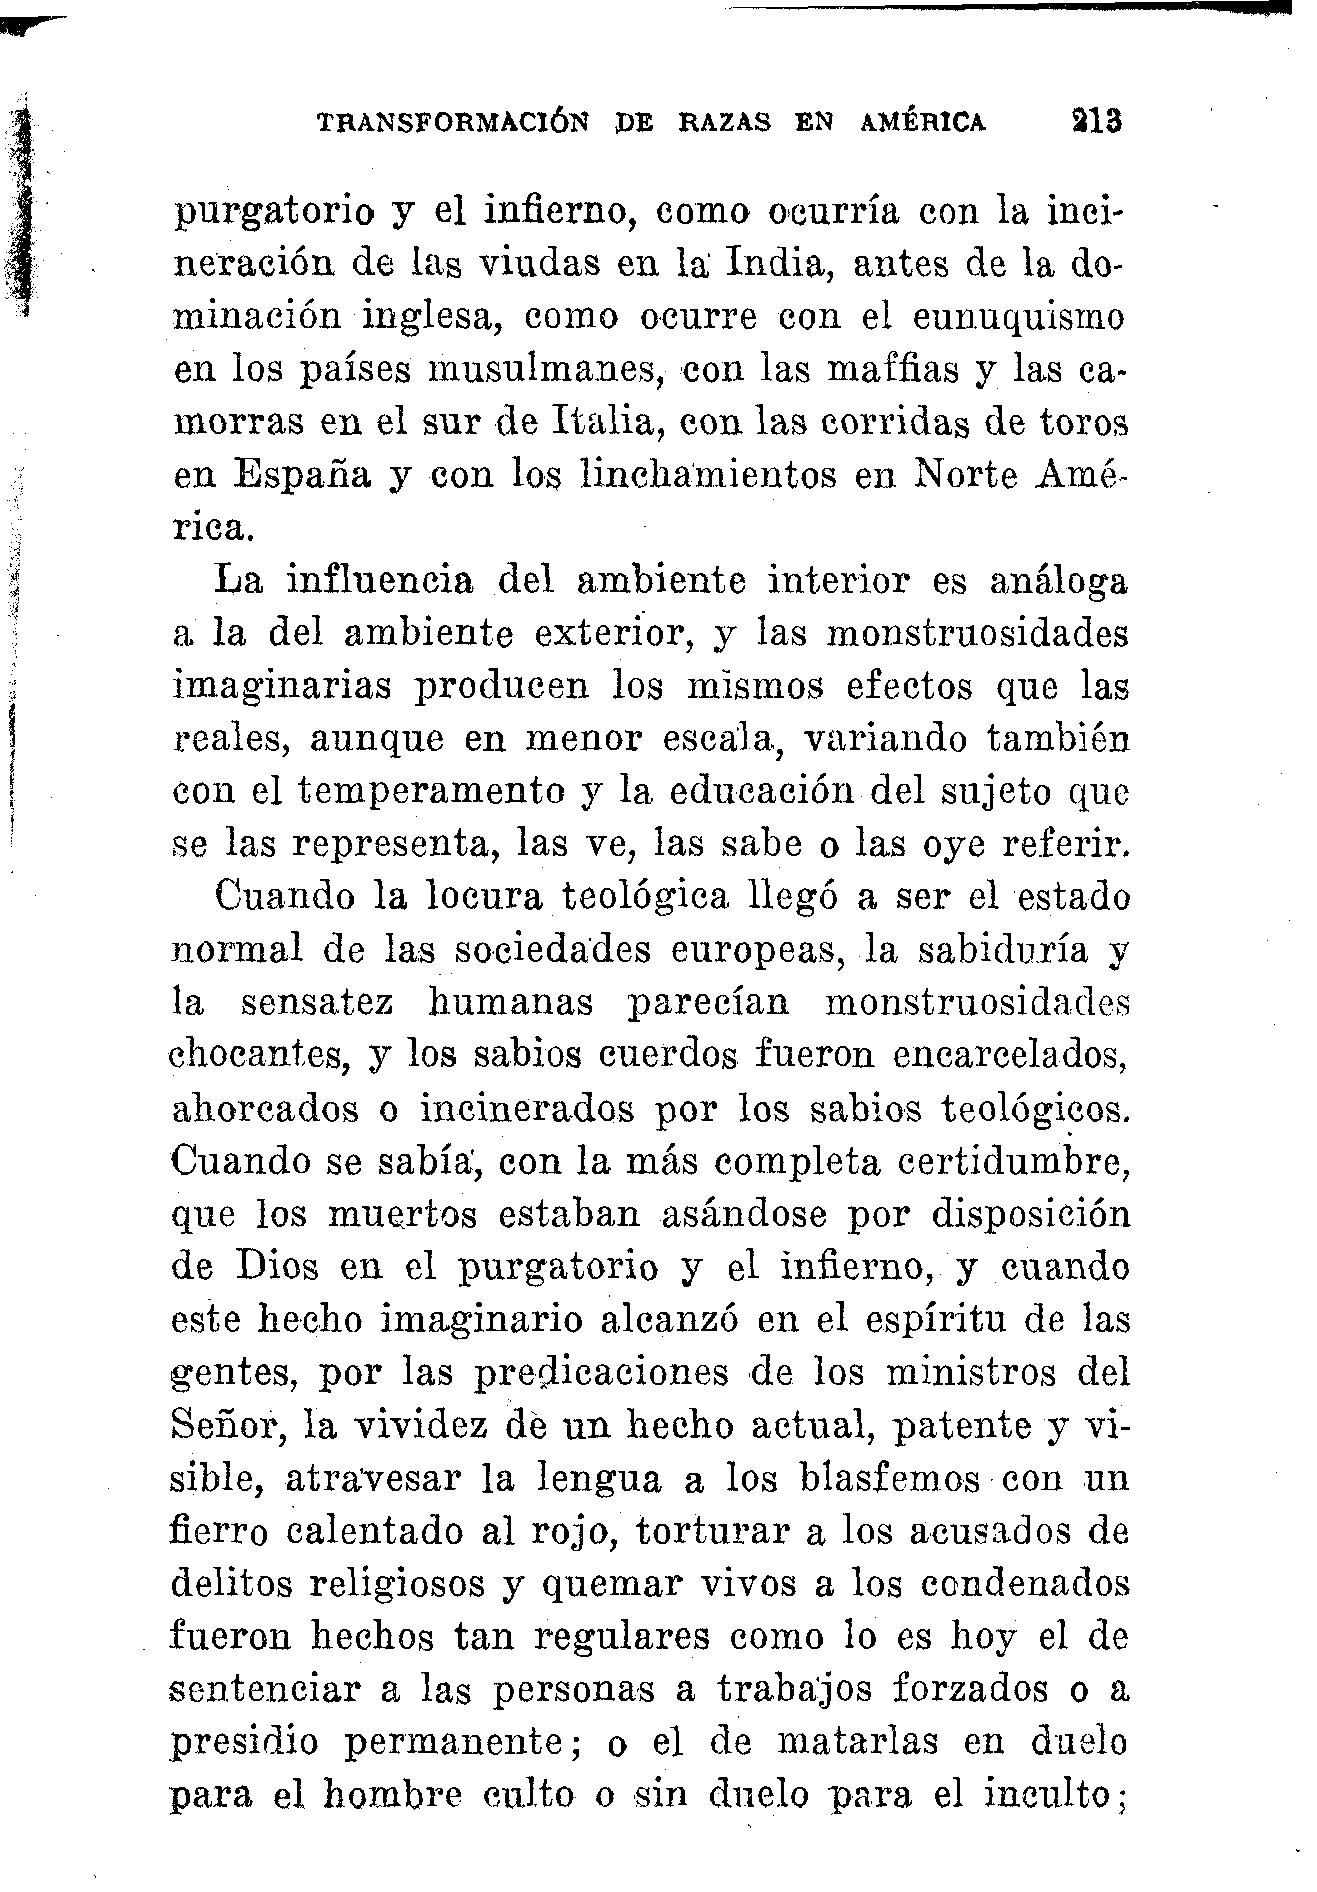 TRANSFORMACIÓN DE RAZAS EN AMÉRICA 213
purgatorio y el infierno, como ocurría con la inci-
neración de las viudas en la India, antes de la do-
minación inglesa, como ocurre con el eunuquismo
en los países musulmanes, con las maffias y las ca-
morras en el sur de Italia, con las corridas de toros
en España y con los linchamientos en Norte Amé-
rica.
La influencia del ambiente interior es análoga
a la del ambiente exterior, y las monstruosidades
imaginarias producen los mismos efectos que las
reales, aunque en menor escala, variando también
con el temperamento y la educación del sujeto que
se las representa, las ve, las sabe o las oye referir.
Cuando la locura teológica llegó a ser el estado
normal de las sociedades europeas, la sabiduría y
la sensatez humanas parecían monstruosidades
chocantes, y los sabios cuerdos fueron encarcelados,
ahorcados o incinerados por los sabios teológicos.
Cuando se sabía, con la más completa certidumbre,
que los muertos estaban asándose por disposición
de Dios en el purgatorio y el infierno, y cuando
este hecho imaginario alcanzó en el espíritu de las
gentes, por las predicaciones de los ministros del
Señor, la vividez de un hecho actual, patente y vi-
sible, atravesar la lengua a los blasfemos con un
fierro calentado al rojo, torturar a los acusados de
delitos religiosos y quemar vivos a los condenados
fueron hechos tan regulares como lo es hoy el de
sentenciar a las personas a trabajos forzados o a
presidio permanente; o el de matarlas en duelo
para el hombre culto o sin duelo para el inculto;